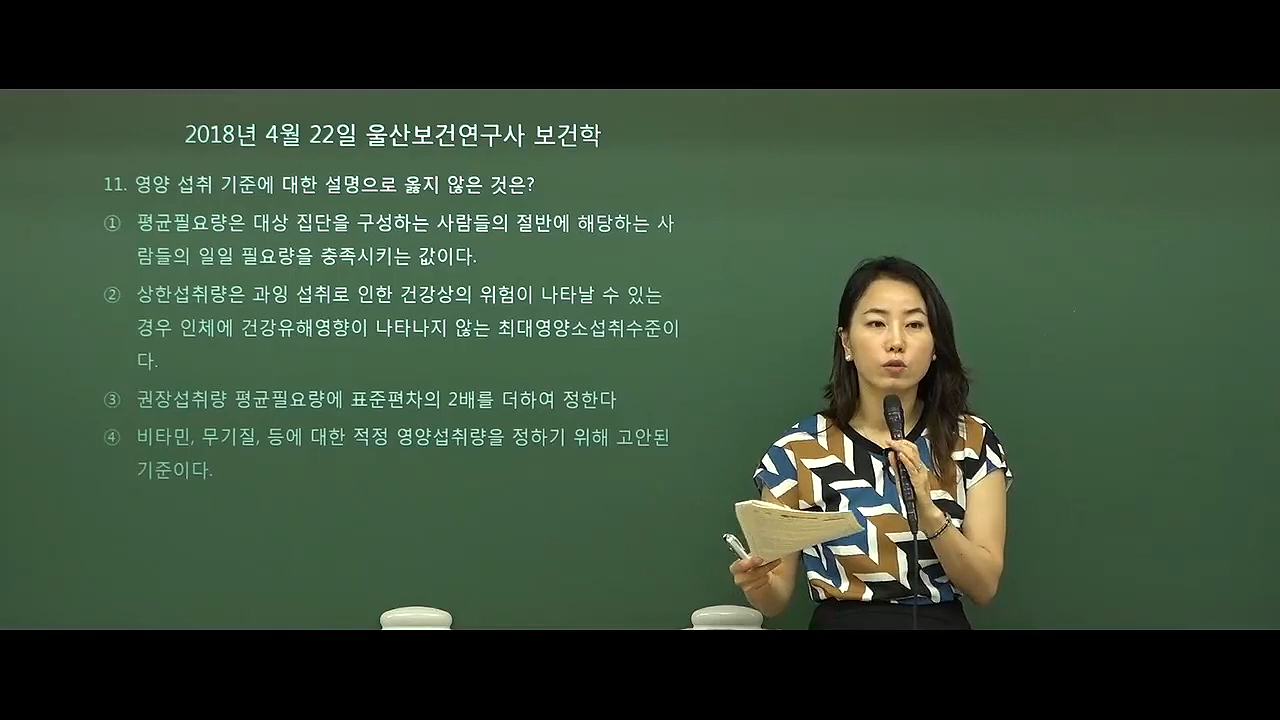 2018년 4월 22일 울산보건연구사 보건학
11. 영양 섭취 기준에 대한 설명으로 옳지 않은 것은?
① 평균필요량은 대상 집단을 구성하는 사람들의 절반에 해당하는 사
람들의 일일 필요량을 충족시키는 값이다.
② 상한섭취량은 과잉 섭취로 인한 건강상의 위험이 나타날 수 있는
경우 인체에 건강유해영향이 나타나지 않는 최대영양소섭취수준이
다.
③ 권장섭취량 평균필요량에 표준편차의 2배를 더하여 정한다
④ 비타민, 무기질, 등에 대한 적정 영양섭취량을 정하기 위해 고안된
기준이다.